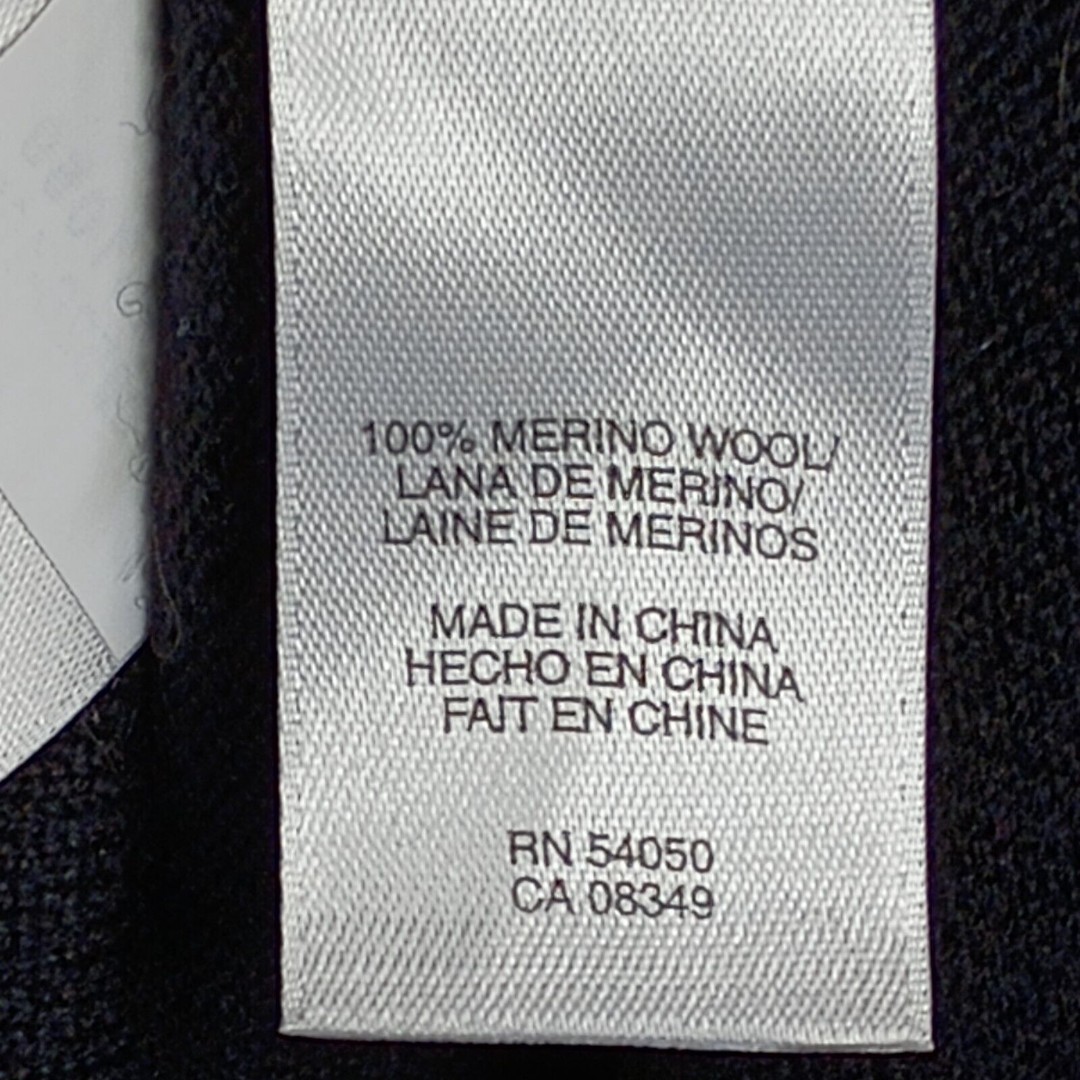 100% MERINO WOOL/
LANA DE MERINO/
LAINE DE MERINOS
MADE IN CHINA
HECHO EN CHINA
FAIT EN CHINE
RN 54050
CA 08349